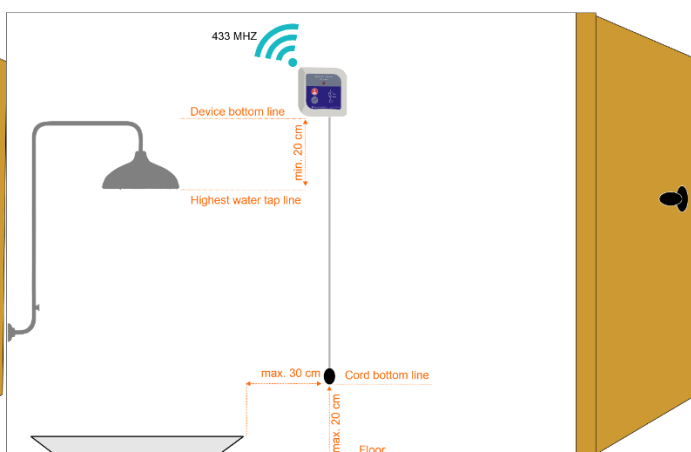 433 MHZ
Device bottom line
min. 20 cm
Highest water tap line
max. 30 cm
Cord bottom line
max. 20 cm
Floor